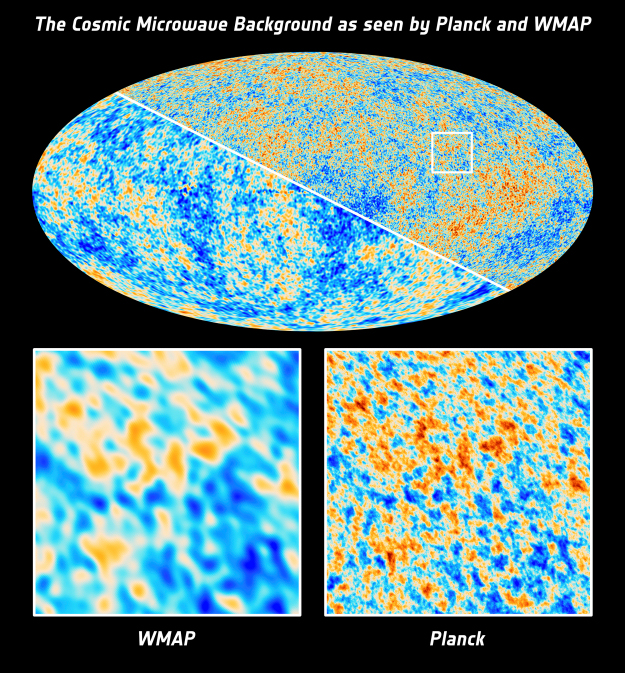 The Cosmic Microwave Background as seen by Planck and WMAP
WMAP
Planck